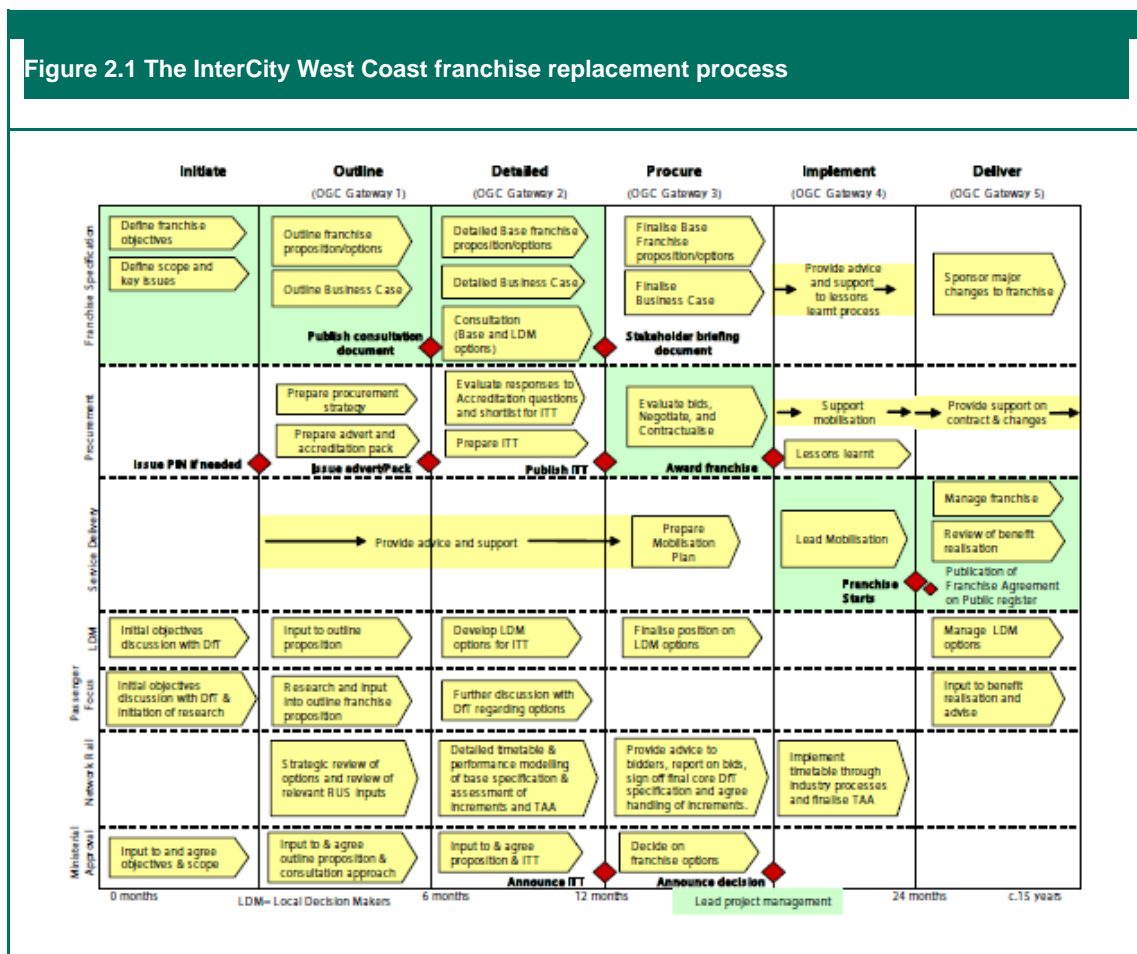 Figure 2.1 The InterCity West Coast franchise replacement process
Initiate
Outline
Detailed
Procure
Implement
Deliver
(OGC Gateway 1)
(OGC Gateway 2)
(OGC Gateway 3)
(OGC Gateway 4)
(OGC Gateway 5)
Franchise Specification
Define franchise
objectives
Define scope and
key issues
Outline franchise
proposition/options
Outline Business Case
Publish consultation
document
Detailed Base franchise
proposition/options
Detailed Business Case
Consultation
(Base and LDM
options)
Finalise Base
Franchise
proposition/options
Finalise
Business Case
Stakeholder briefing
document
Provide advice
and support
to lessons
learnt process
Sponsor major
changes to franchise
Procurement
Issue PIN if needed
Prepare procurement
strategy
Prepare advert and
accreditation pack
Issue advert/Pack
Evaluate responses to
Accreditation questions
and shortlist for ITT
Prepare ITT
Publish ITT
Evaluate bids,
Negotiate, and
Contractualise
Award franchise
Support
mobilisation
Lessons learnt
Provide support on
contract & changes
Service Delivery
Provide advice and support
Prepare
Mobilisation
Plan
Lead Mobilisation
Franchise
Starts
Manage franchise
Review of benefit
realisation
Publication of
Franchise Agreement
on Public register
LDM
Initial objectives
discussion with DfT
Input to outline
proposition
Develop LDM
options for ITT
Finalise position on
LDM options
Manage LDM
options
Passenger
Focus
Initial objectives
discussion with DfT &
initiation of research
Research and input
into outline franchise
proposition
Further discussion with
DfT regarding options
Input to benefit
realisation and
advise
Network Rail
Strategic review of
options and review of
relevant RUS inputs
Detailed timetable &
performance modelling
of base specification &
assessment of
increments and TAA
Provide advice to
bidders, report on bids,
sign off final core DfT
specification and agree
handling of increments.
Implement
timetable through
industry processes
and finalise TAA
Ministerial
Approval
Input to and agree
objectives & scope
Input to & agree
outline proposition &
consultation approach
Input to & agree
proposition & ITT
Announce ITT
Decide on
franchise options
Announce decision
0 months
LDM= Local Decision Makers
6 months
12 months
Lead project management
24 months
c.15 years